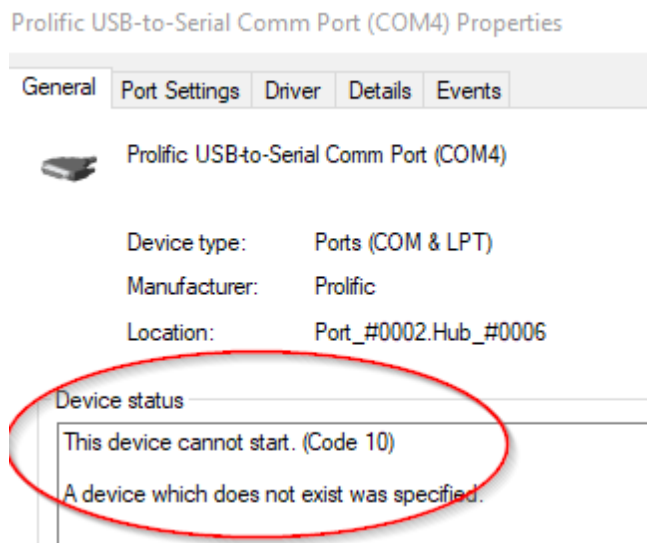 Prolific USB-to-Serial Comm Port (COM4) Properties
General Port Settings Driver Details Events
Prolific USB-to-Serial Comm Port (COM4)
Device type: Ports (COM & LPT)
Manufacturer: Prolific
Location: Port_#0002.Hub_#0006
Device status
This device cannot start. (Code 10)
A device which does not exist was specified.